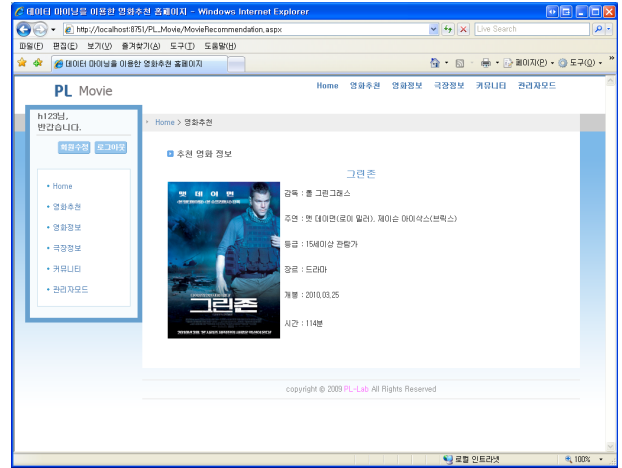 데이터 마이닝을 이용한 영화추천 홈페이지 - Windows Internet Explorer
http://localhost:8751/PL_Movie/MovieRecommendation.aspx
Live Search
파일(F) 편집(E) 보기(V) 즐겨찾기(A) 도구(T) 도움말(H)
데이터 마이닝을 이용한 영화추천 홈페이지
페이지(P) 도구(O)
PL Movie
Home 영화추천 영화정보 극장정보 커뮤니티 관리자모드
h123님,
반갑습니다.
회원수정 로그아웃
Home > 영화추천
• Home
• 영화추천
• 영화정보
• 극장정보
• 커뮤니티
• 관리자모드
추천 영화 정보
그린존
맷 데이먼
그린존
감독 : 폴 그린그래스
주연 : 맷 데이먼(로이 밀러), 제이슨 아이삭스(브릭스)
등급 : 15세이상 관람가
장르 : 드라마
개봉 : 2010.03.25
시간 : 114분
copyright @ 2009 PL-Lab All Rights Reserved
로컬 인트라넷 100%